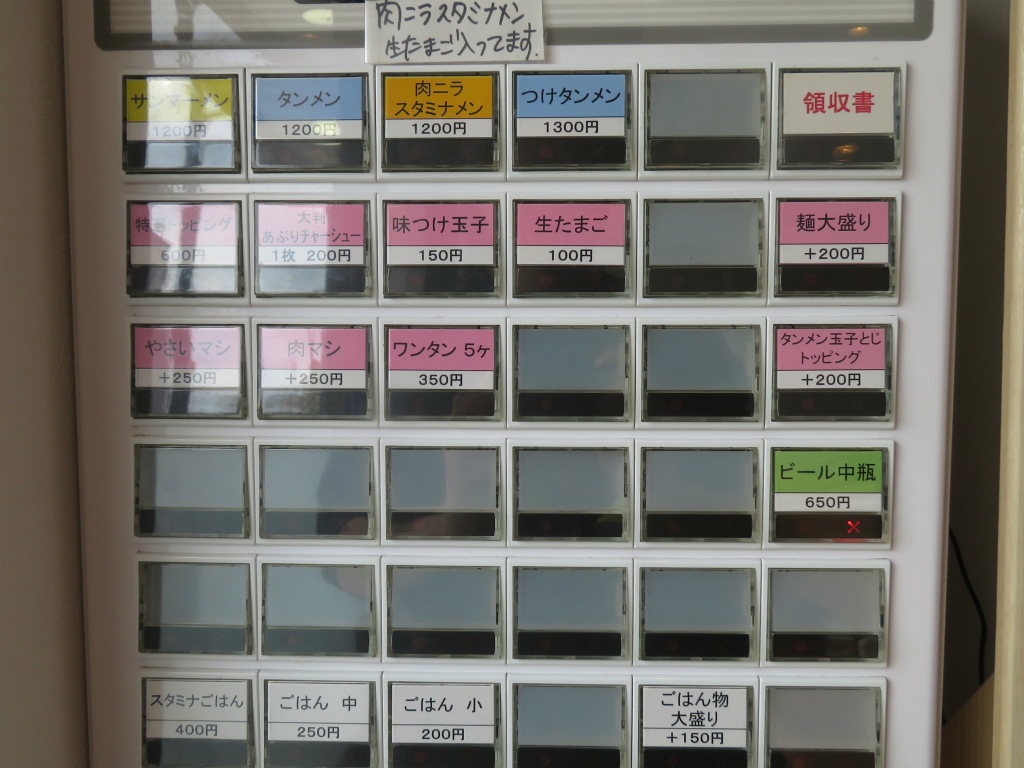 肉ニラスタミナメン
生たまご入ってます。
サンマーメン
1200円
タンメン
1200円
肉ニラ
スタミナメン
1200円
つけタンメン
1300円
領収書
特製トッピング
600円
大判
あぶりチャーシュー
1枚 200円
味つけ玉子
150円
生たまご
100円
麺大盛り
+200円
やさいマシ
+250円
肉マシ
+250円
ワンタン 5ヶ
350円
タンメン玉子とじ
トッピング
+200円
ビール中瓶
650円
×
スタミナごはん
400円
ごはん 中
250円
ごはん 小
200円
ごはん物
大盛り
+150円